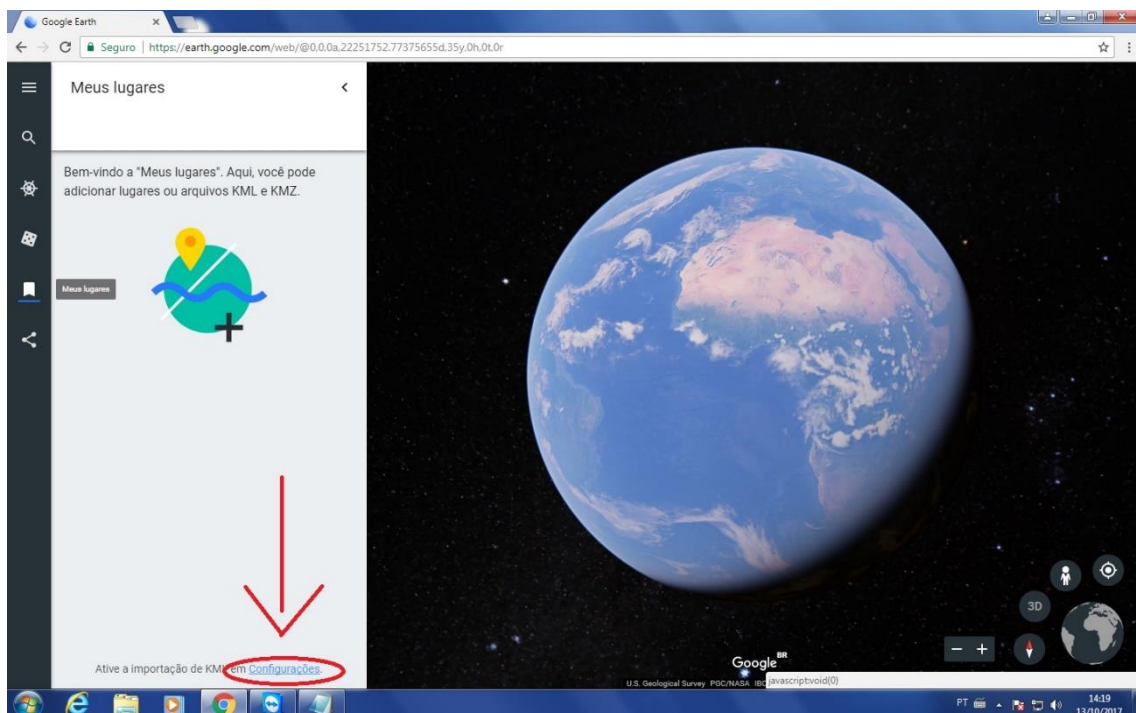 Google Earth
Seguro | https://earth.google.com/web/@0,0,0a,22251752.77375655d,35y,0h,0t,0r
Meus lugares
Bem-vindo a "Meus lugares". Aqui, você pode
adicionar lugares ou arquivos KML e KMZ.
Meus lugares
3D
Ative a importação de KML em Configurações.
Google BR
U.S. Geological Survey PGC/NASA
javascript:void(0)
PT
14:19
13/10/2017